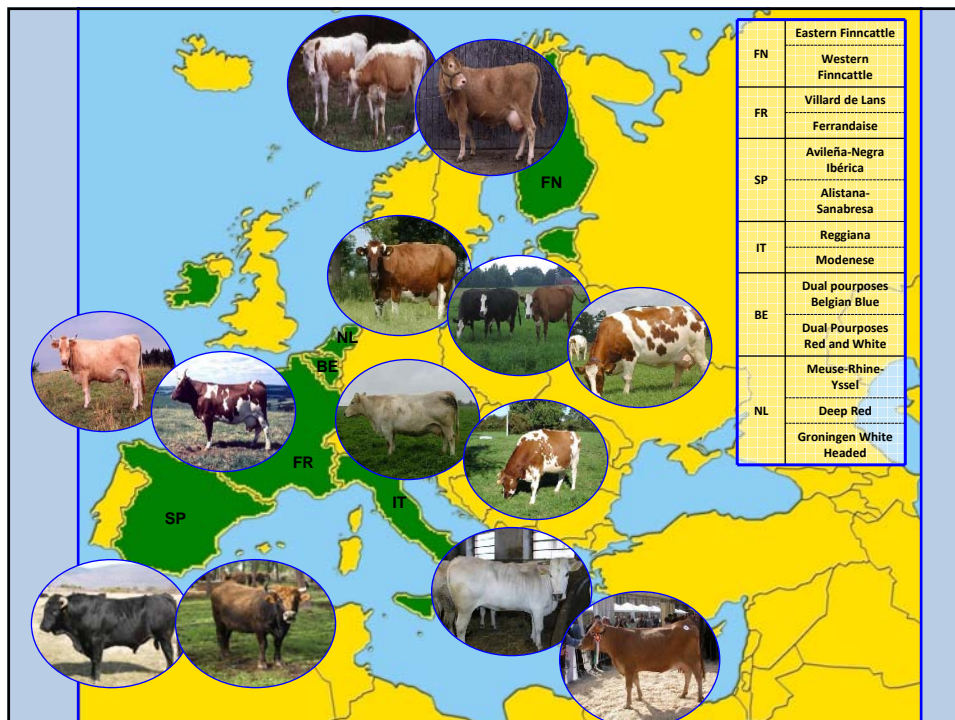 FN
NL
BE
FR
IT
SP
FN
Eastern Finncattle
Western
Finncattle
FR
Villard de Lans
Ferrandaise
SP
Avileña-Negra
Ibérica
Alistana-
Sanabresa
IT
Reggiana
Modenese
BE
Dual pourposes
Belgian Blue
Dual Pourposes
Red and White
NL
Meuse-Rhine-
Yssel
Deep Red
Groningen White
Headed